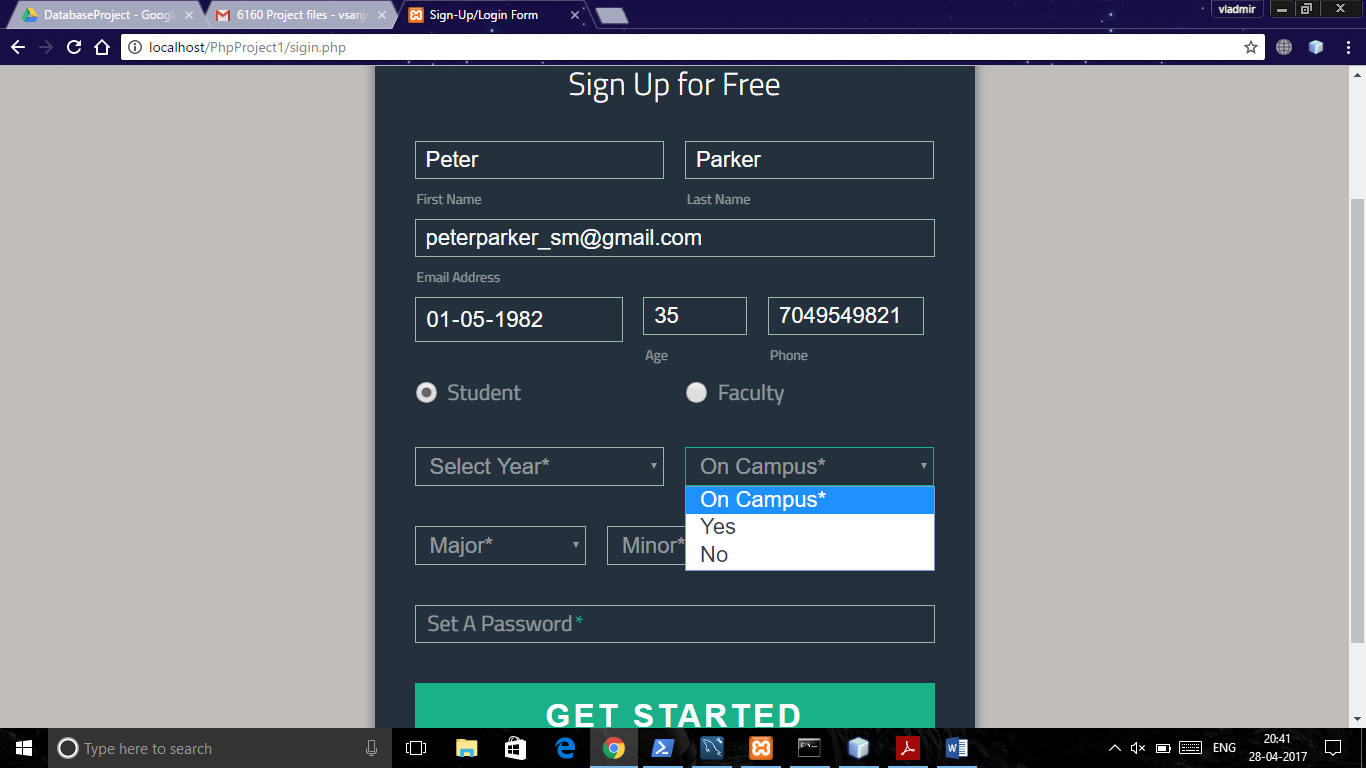 DatabaseProject - Googl
6160 Project files - vsanj
Sign-Up/Login Form
vladmir
localhost/PhpProject1/sigin.php
Sign Up for Free
Peter
Parker
First Name
Last Name
peterparker_sm@gmail.com
Email Address
01-05-1982
35
7049549821
Age
Phone
Student
Faculty
Select Year*
On Campus*
On Campus*
Yes
No
Major*
Minor*
Set A Password*
GET STARTED
Type here to search
ENG
20:41
28-04-2017